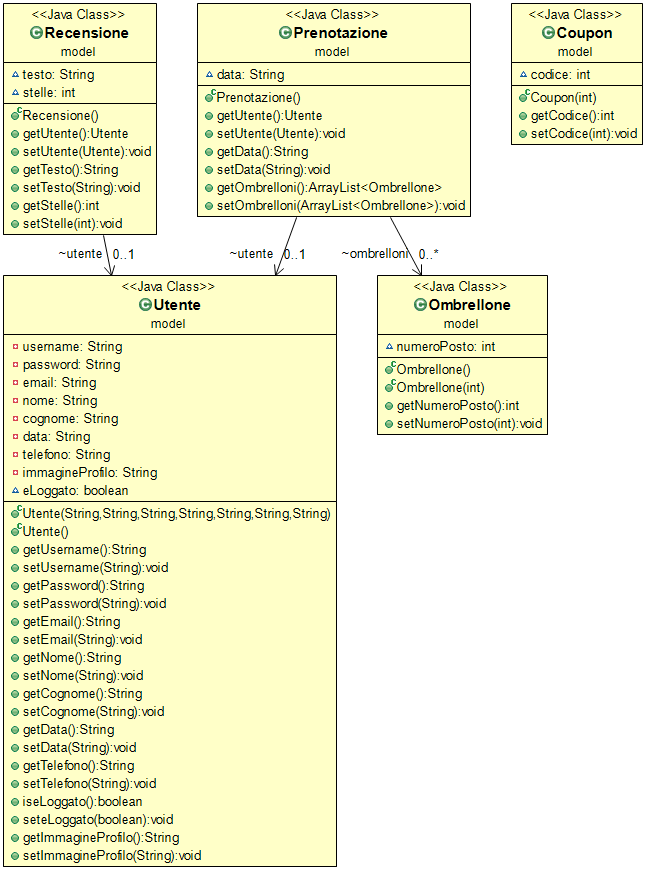 <<Java Class>>
Recensione
model
testo: String
stelle: int
Recensione()
getUtente():Utente
setUtente(Utente):void
getTesto():String
setTesto(String):void
getStelle():int
setStelle(int):void
<<Java Class>>
Prenotazione
model
data: String
Prenotazione()
getUtente():Utente
setUtente(Utente):void
getData():String
setData(String):void
getOmbrelloni():ArrayList<Ombrellone>
setOmbrelloni(ArrayList<Ombrellone>):void
<<Java Class>>
Coupon
model
codice: int
Coupon(int)
getCodice():int
setCodice(int):void
~utente 0..1
~utente 0..1
~ombrelloni 0..*
<<Java Class>>
Utente
model
username: String
password: String
email: String
nome: String
cognome: String
data: String
telefono: String
immagineProfilo: String
eLoggato: boolean
Utente(String,String,String,String,String,String,String)
Utente()
getUsername():String
setUsername(String):void
getPassword():String
setPassword(String):void
getEmail():String
setEmail(String):void
getNome():String
setNome(String):void
getCognome():String
setCognome(String):void
getData():String
setData(String):void
getTelefono():String
setTelefono(String):void
iseLoggato():boolean
seteLoggato(boolean):void
getImmagineProfilo():String
setImmagineProfilo(String):void
<<Java Class>>
Ombrellone
model
numeroPosto: int
Ombrellone()
Ombrellone(int)
getNumeroPosto():int
setNumeroPosto(int):void